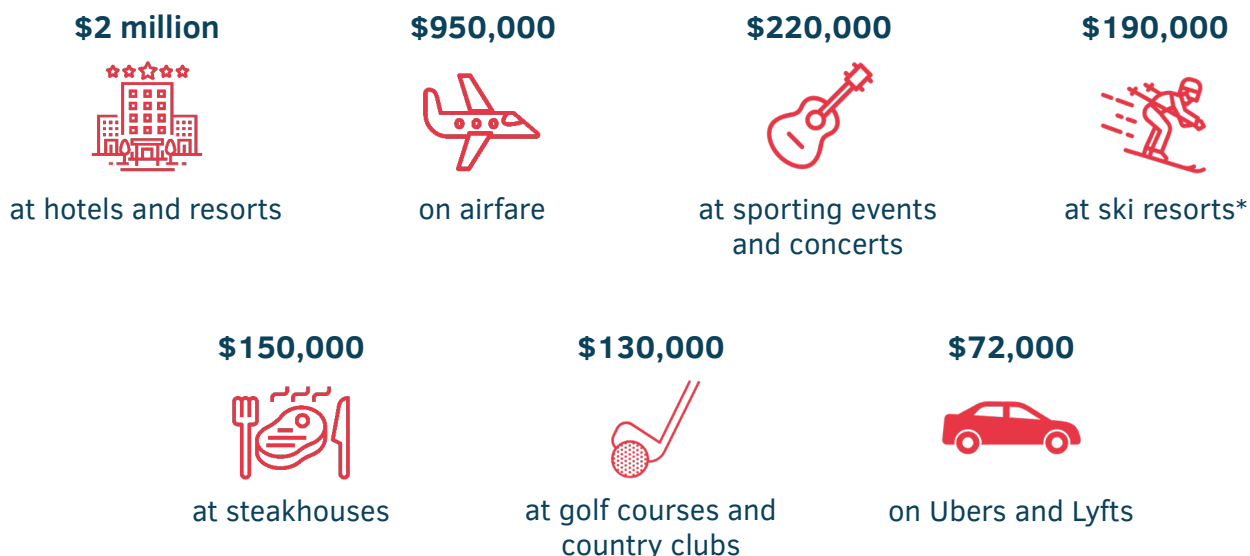 $2 million
at hotels and resorts
$950,000
on airfare
$220,000
at sporting events
and concerts
$190,000
at ski resorts*
$150,000
at steakhouses
$130,000
at golf courses and
country clubs
$72,000
on Ubers and Lyfts